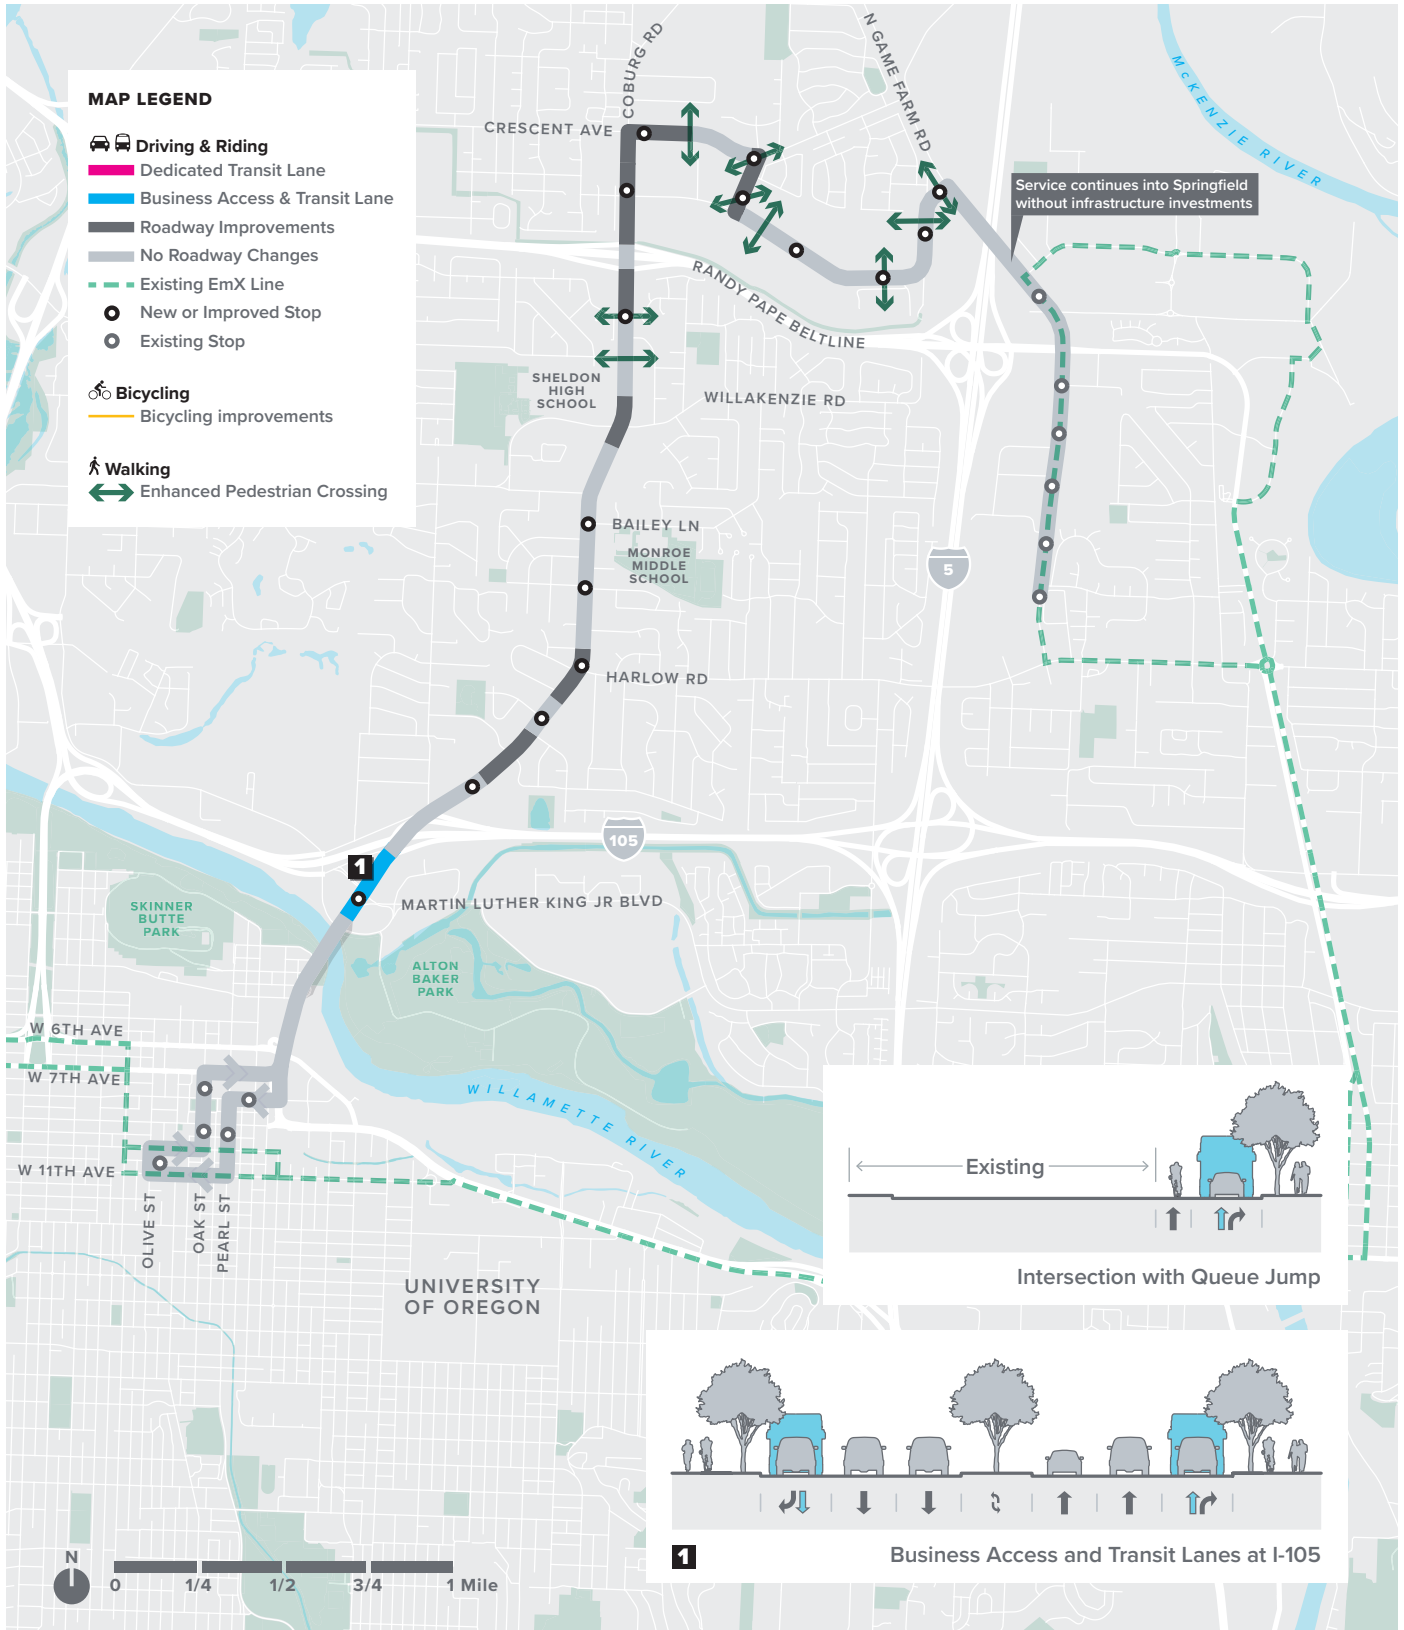 MAP LEGEND
Driving & Riding
Dedicated Transit Lane
Business Access & Transit Lane
Roadway Improvements
No Roadway Changes
Existing EmX Line
New or Improved Stop
Existing Stop
Bicycling
Bicycling improvements
Walking
Enhanced Pedestrian Crossing
COBURG RD
CRESCENT AVE
N GAME FARM RD
McKENZIE RIVER
Service continues into Springfield
without infrastructure investments
RANDY PAPE BELTLINE
SHELDON
HIGH
SCHOOL
WILLAKENZIE RD
BAILEY LN
MONROE
MIDDLE
SCHOOL
5
HARLOW RD
105
1
MARTIN LUTHER KING JR BLVD
SKINNER
BUTTE
PARK
ALTON
BAKER
PARK
W 6TH AVE
W 7TH AVE
WILLAMETTE RIVER
W 11TH AVE
OLIVE ST
OAK ST
PEARL ST
UNIVERSITY
OF OREGON
Existing
Intersection with Queue Jump
1
Business Access and Transit Lanes at I-105
N
0 1/4 1/2 3/4 1 Mile